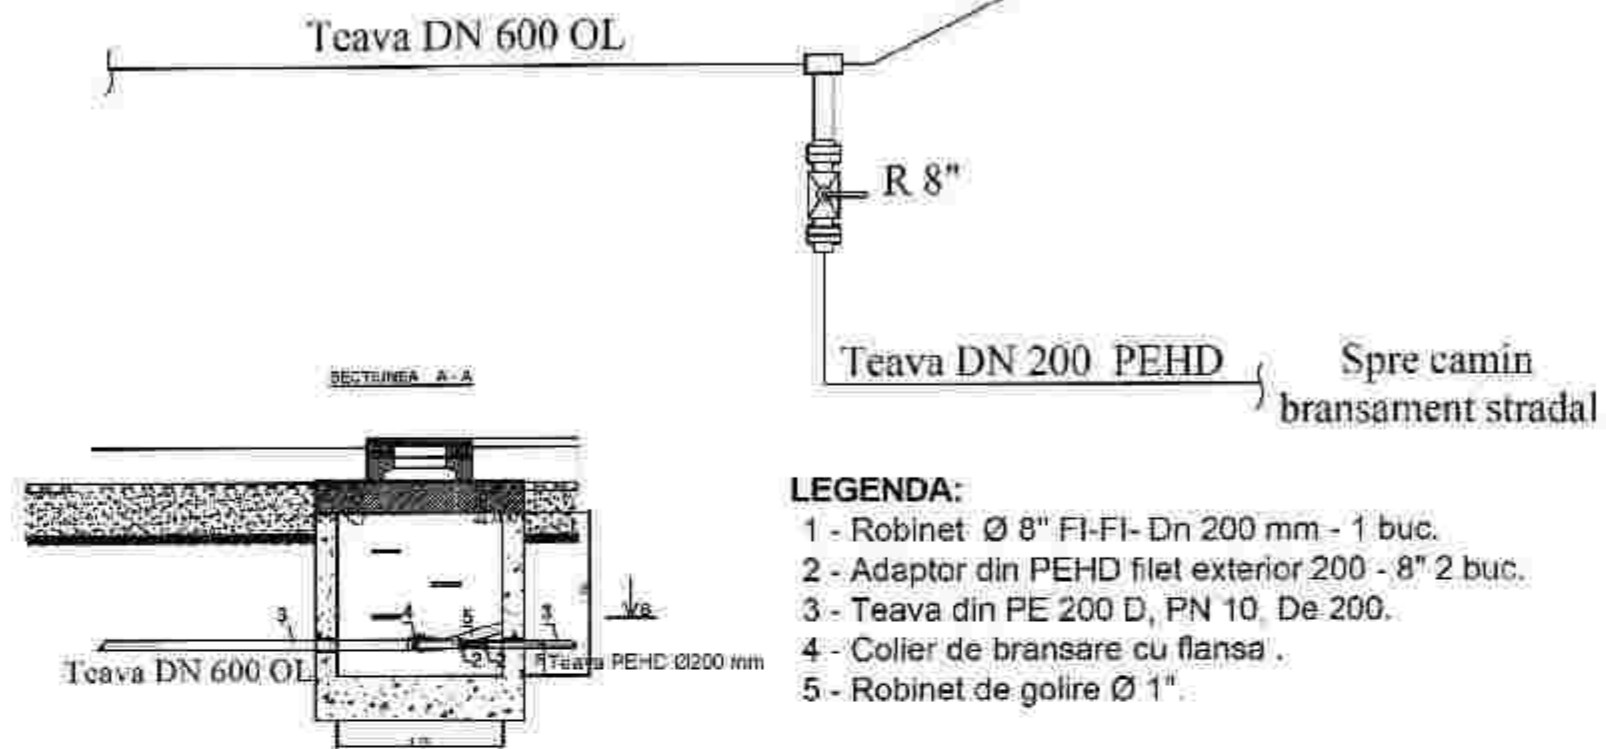 Teava DN 600 OL
R 8"
Teava DN 200 PEHD
Spre camin
bransament stradal
SECTIUNEA A-A
3
4
5
3
2
Teava DN 600 OL
Teava PEHD Ø200 mm
LEGENDA:
1 - Robinet Ø 8" FI-FI- Dn 200 mm - 1 buc.
2 - Adaptor din PEHD filet exterior 200 - 8" 2 buc.
3 - Teava din PE 200 D, PN 10, De 200.
4 - Colier de bransare cu flansa .
5 - Robinet de golire Ø 1".